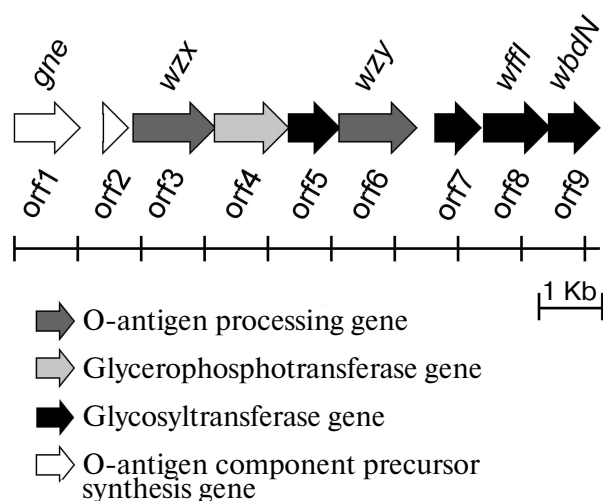 gne wzx wzy wffI wbdN
orf1 orf2 orf3 orf4 orf5 orf6 orf7 orf8 orf9
1 Kb
O-antigen processing gene
Glycerophosphotransferase gene
Glycosyltransferase gene
O-antigen component precursor
synthesis gene